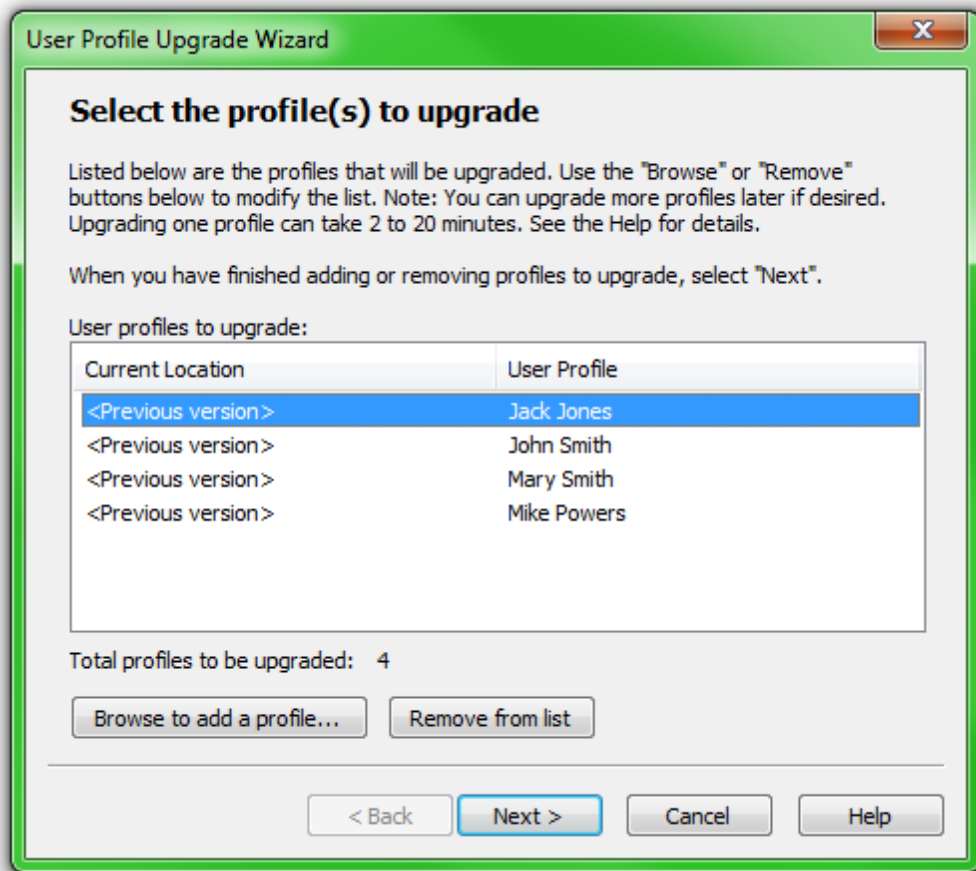 User Profile Upgrade Wizard
Select the profile(s) to upgrade
Listed below are the profiles that will be upgraded. Use the "Browse" or "Remove"
buttons below to modify the list. Note: You can upgrade more profiles later if desired.
Upgrading one profile can take 2 to 20 minutes. See the Help for details.
When you have finished adding or removing profiles to upgrade, select "Next".
User profiles to upgrade:
Current Location User Profile
<Previous version> Jack Jones
<Previous version> John Smith
<Previous version> Mary Smith
<Previous version> Mike Powers
Total profiles to be upgraded: 4
Browse to add a profile... Remove from list
< Back Next > Cancel Help